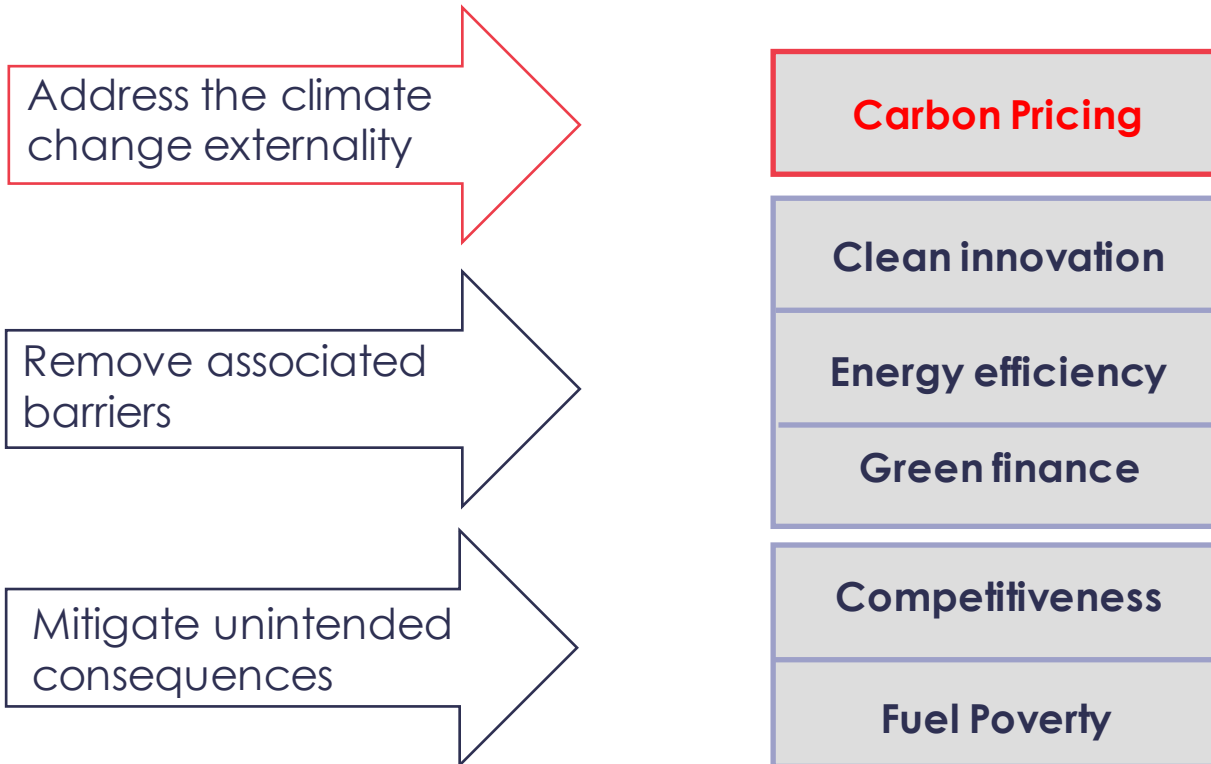 Address the climate
change externality
Carbon Pricing
Remove associated
barriers
Clean innovation
Energy efficiency
Green finance
Mitigate unintended
consequences
Competitiveness
Fuel Poverty